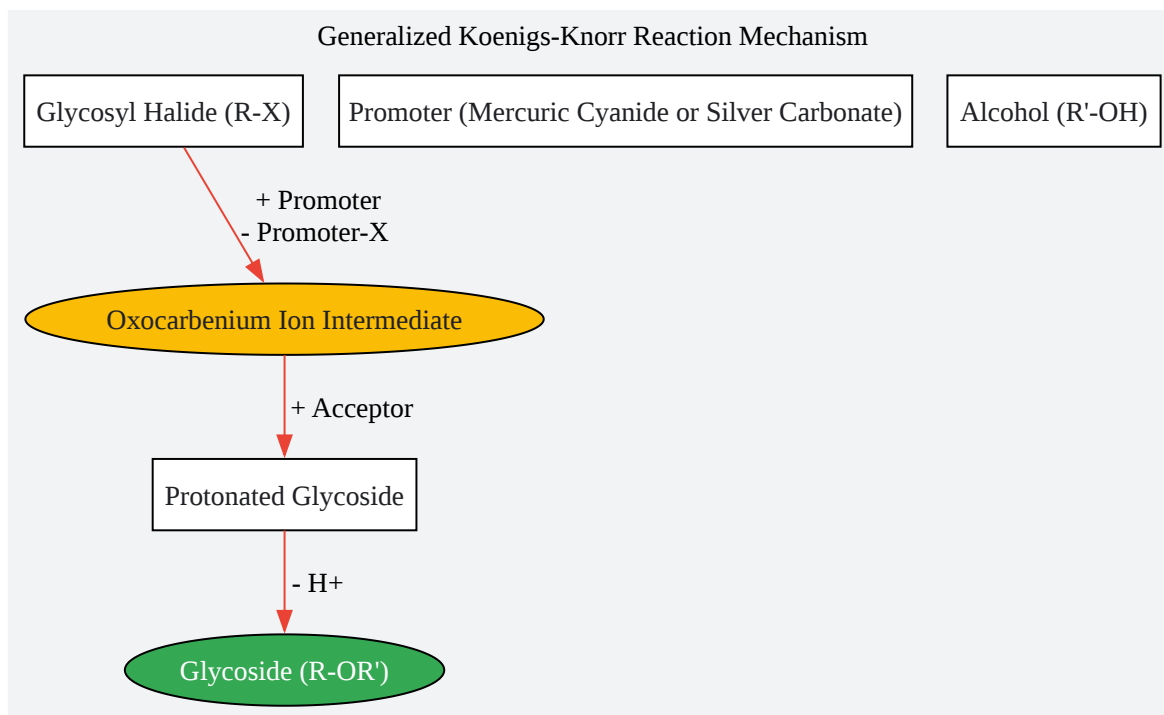 Generalized Koenigs-Knorr Reaction Mechanism
Glycosyl Halide (R-X)
Promoter (Mercuric Cyanide or Silver Carbonate)
Alcohol (R'-OH)
+ Promoter
- Promoter-X
Oxocarbenium Ion Intermediate
+ Acceptor
Protonated Glycoside
- H+
Glycoside (R-OR')